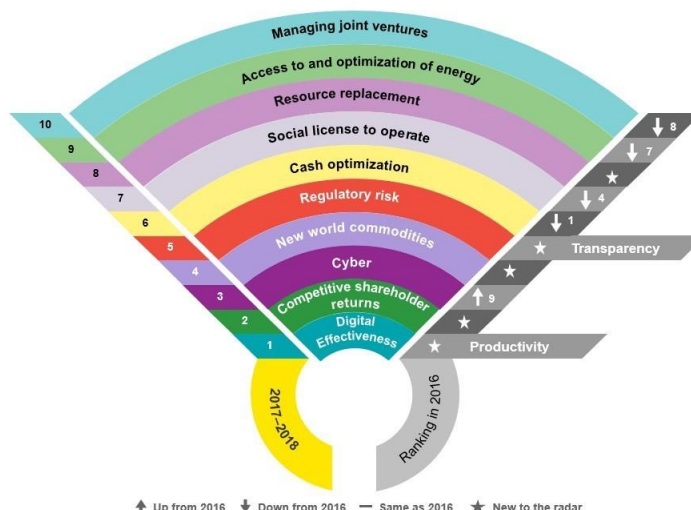 Managing joint ventures
Access to and optimization of energy
Resource replacement
Social license to operate
Cash optimization
Regulatory risk
New world commodities
Cyber
Competitive shareholder
returns
Digital
Effectiveness
10
9
8
7
6
5
4
3
2
1
8
7
4
1
Transparency
9
Productivity
2017–2018
Ranking in 2016
Up from 2016 Down from 2016 Same as 2016 New to the radar